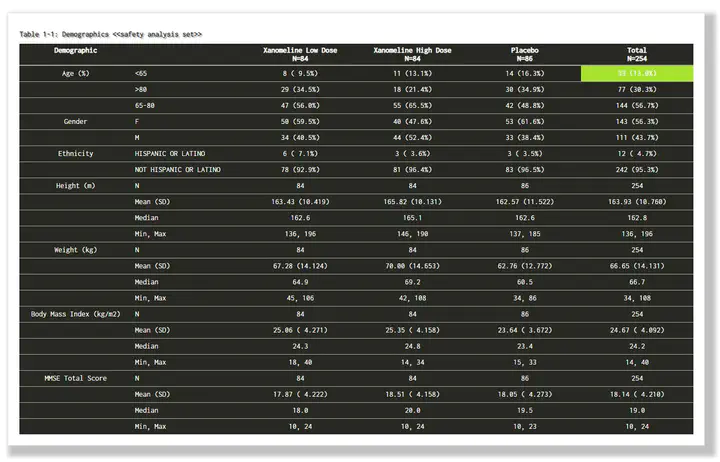 Table 1-1: Demographics <<safety analysis set>>
Demographic Xanomeline Low Dose N=84 Xanomeline High Dose N=84 Placebo N=86 Total N=254
Age (%) <65 8 ( 9.5%) 11 (13.1%) 14 (16.3%) 33 (13.0%)
>80 29 (34.5%) 18 (21.4%) 30 (34.9%) 77 (30.3%)
65-80 47 (56.0%) 55 (65.5%) 42 (48.8%) 144 (56.7%)
Gender F 50 (59.5%) 40 (47.6%) 53 (61.6%) 143 (56.3%)
M 34 (40.5%) 44 (52.4%) 33 (38.4%) 111 (43.7%)
Ethnicity HISPANIC OR LATINO 6 ( 7.1%) 3 ( 3.6%) 3 ( 3.5%) 12 ( 4.7%)
NOT HISPANIC OR LATINO 78 (92.9%) 81 (96.4%) 83 (96.5%) 242 (95.3%)
Height (m) N 84 84 86 254
Mean (SD) 163.43 (10.419) 165.82 (10.131) 162.57 (11.522) 163.93 (10.760)
Median 162.6 165.1 162.6 162.8
Min, Max 136, 196 146, 190 137, 185 136, 196
Weight (kg) N 84 84 86 254
Mean (SD) 67.28 (14.124) 70.00 (14.653) 62.76 (12.772) 66.65 (14.131)
Median 64.9 69.2 60.5 66.7
Min, Max 45, 106 42, 108 34, 86 34, 108
Body Mass Index (kg/m2) N 84 84 86 254
Mean (SD) 25.06 ( 4.271) 25.35 ( 4.158) 23.64 ( 3.672) 24.67 ( 4.092)
Median 24.3 24.8 23.4 24.2
Min, Max 18, 40 14, 34 15, 33 14, 40
MMSE Total Score N 84 84 86 254
Mean (SD) 17.87 ( 4.222) 18.51 ( 4.158) 18.05 ( 4.273) 18.14 ( 4.210)
Median 18.0 20.0 19.5 19.0
Min, Max 10, 24 10, 24 10, 23 10, 24